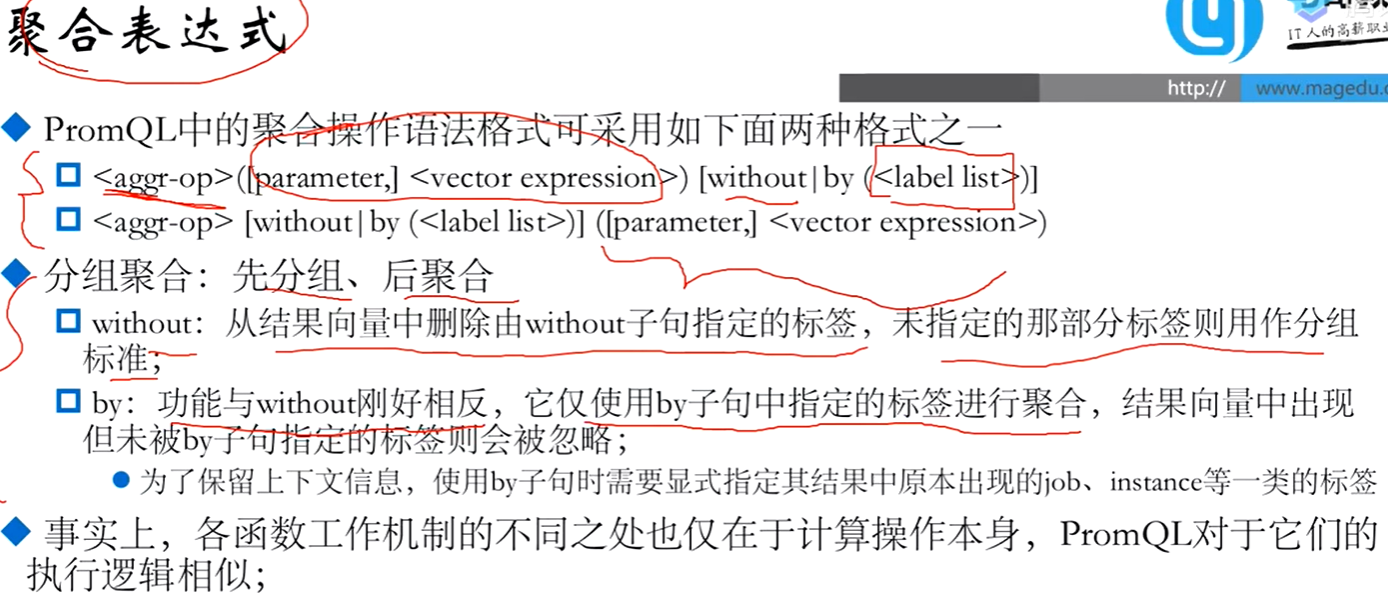 聚合表达式
IT人的高薪职业
http:// www.magedu.c
PromQL中的聚合操作语法格式可采用如下面两种格式之一
<aggr-op>([parameter,] <vector expression>) [without|by (<label list>)]
<aggr-op> [without|by (<label list>)] ([parameter,] <vector expression>)
分组聚合：先分组、后聚合
without：从结果向量中删除由without子句指定的标签，未指定的那部分标签则用作分组
标准；
by：功能与without刚好相反，它仅使用by子句中指定的标签进行聚合，结果向量中出现
但未被by子句指定的标签则会被忽略；
为了保留上下文信息，使用by子句时需要显式指定其结果中原本出现的job、instance等一类的标签
事实上，各函数工作机制的不同之处也仅在于计算操作本身，PromQL对于它们的
执行逻辑相似；